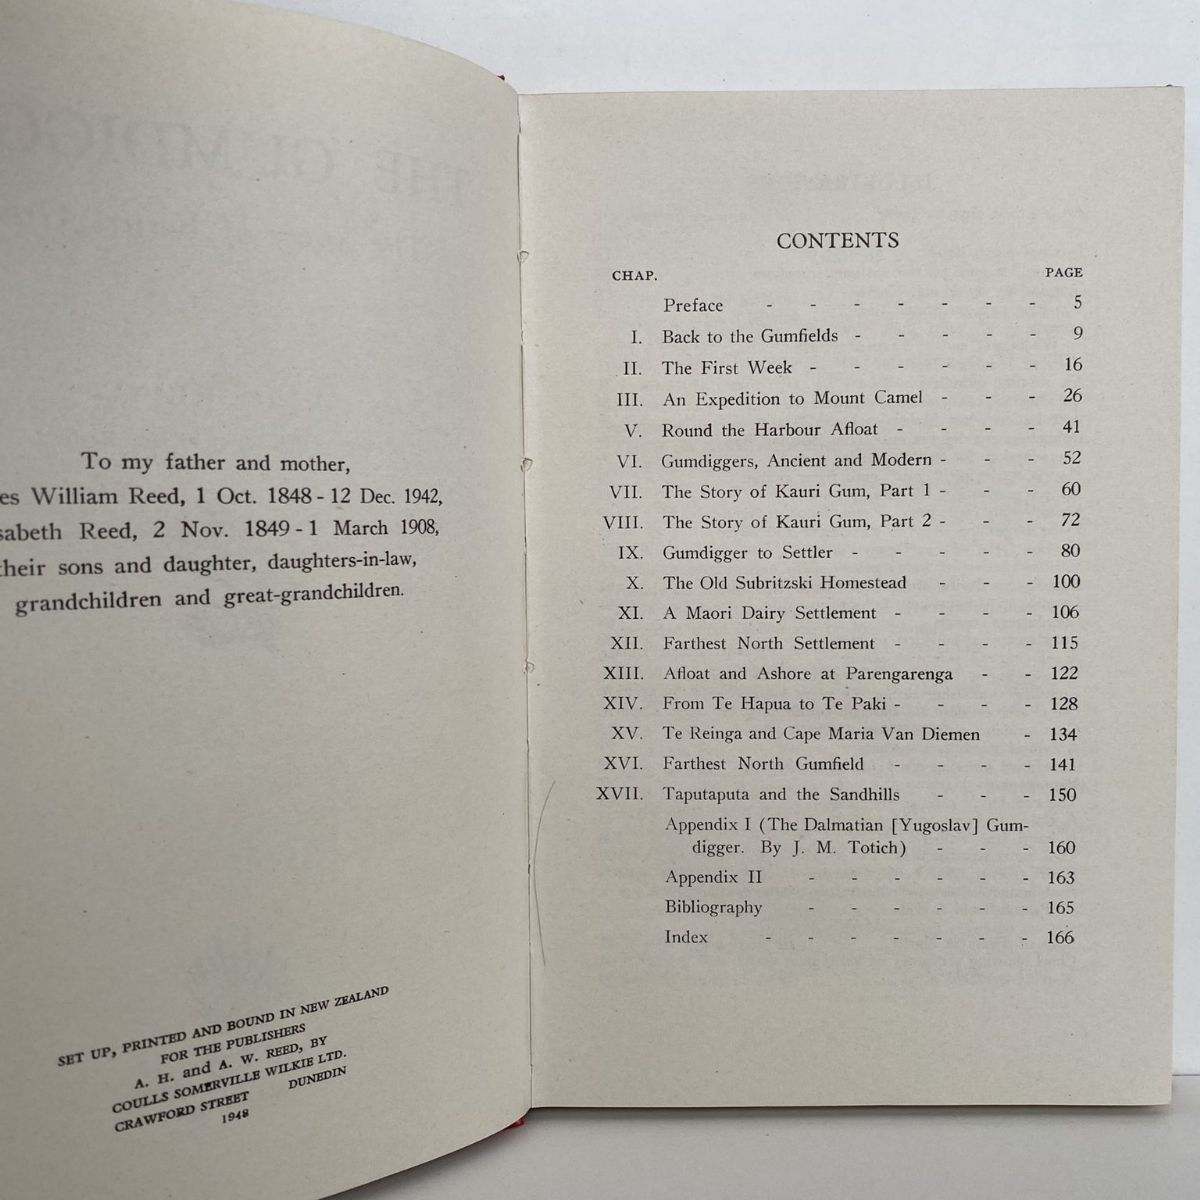 To my father and mother,
William Reed, 1 Oct. 1848 - 12 Dec. 1942,
Reed, 2 Nov. 1849 - 1 March 1908,
sons and daughter, daughters-in-law,
grandchildren and great-grandchildren.
SET UP, PRINTED AND BOUND IN NEW ZEALAND
FOR THE PUBLISHERS
A. H. and A. W. REED, BY
COULLS SOMERVILLE WILKIE LTD.
CRAWFORD STREET DUNEDIN
1948
CONTENTS
CHAP. PAGE
Preface - - - - - - - 5
I. Back to the Gumfields - - - - - 9
II. The First Week - - - - - - 16
III. An Expedition to Mount Camel - - - 26
V. Round the Harbour Afloat - - - - 41
VI. Gumdiggers, Ancient and Modern - - - 52
VII. The Story of Kauri Gum, Part 1 - - - 60
VIII. The Story of Kauri Gum, Part 2 - - - 72
IX. Gumdigger to Settler - - - - - 80
X. The Old Subritzski Homestead - - - 100
XI. A Maori Dairy Settlement - - - - 106
XII. Farthest North Settlement - - - - 115
XIII. Afloat and Ashore at Parengarenga - - 122
XIV. From Te Hapua to Te Paki - - - - 128
XV. Te Reinga and Cape Maria Van Diemen - 134
XVI. Farthest North Gumfield - - - - 141
XVII. Taputaputa and the Sandhills - - - 150
Appendix I (The Dalmatian [Yugoslav] Gum-
digger. By J. M. Totich) - - - 160
Appendix II - - - - - - 163
Bibliography - - - - - - 165
Index - - - - - - - 166